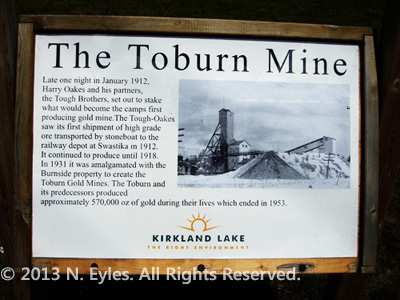 The Toburn Mine
Late one night in January 1912,
Harry Oakes and his partners,
the Tough Brothers, set out to stake
what would become the camps first
producing gold mine.The Tough-Oakes
saw its first shipment of high grade
ore transported by stoneboat to the
railway depot at Swastika in 1912.
It continued to produce until 1918.
In 1931 it was amalgamated with the
Burnside property to create the
Toburn Gold Mines. The Toburn and
its predecessors produced
approximately 570,000 oz of gold during their lives which ended in 1953.
KIRKLAND LAKE
THE RIGHT ENVIRONMENT
© 2013 N. Eyles. All Rights Reserved.